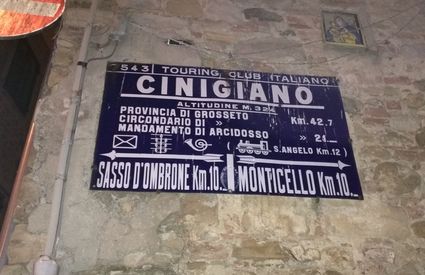 543 TOURING CLUB ITALIANO
CINIGIANO
ALTITUDINE M. 324
PROVINCIA DI GROSSETO
CIRCONDARIO DI » Km. 42,7
MANDAMENTO DI ARCIDOSSO » 21
(S. ANGELO Km. 12)
SASSO D'OMBRONE Km. 10. MONTICELLO Km. 10.